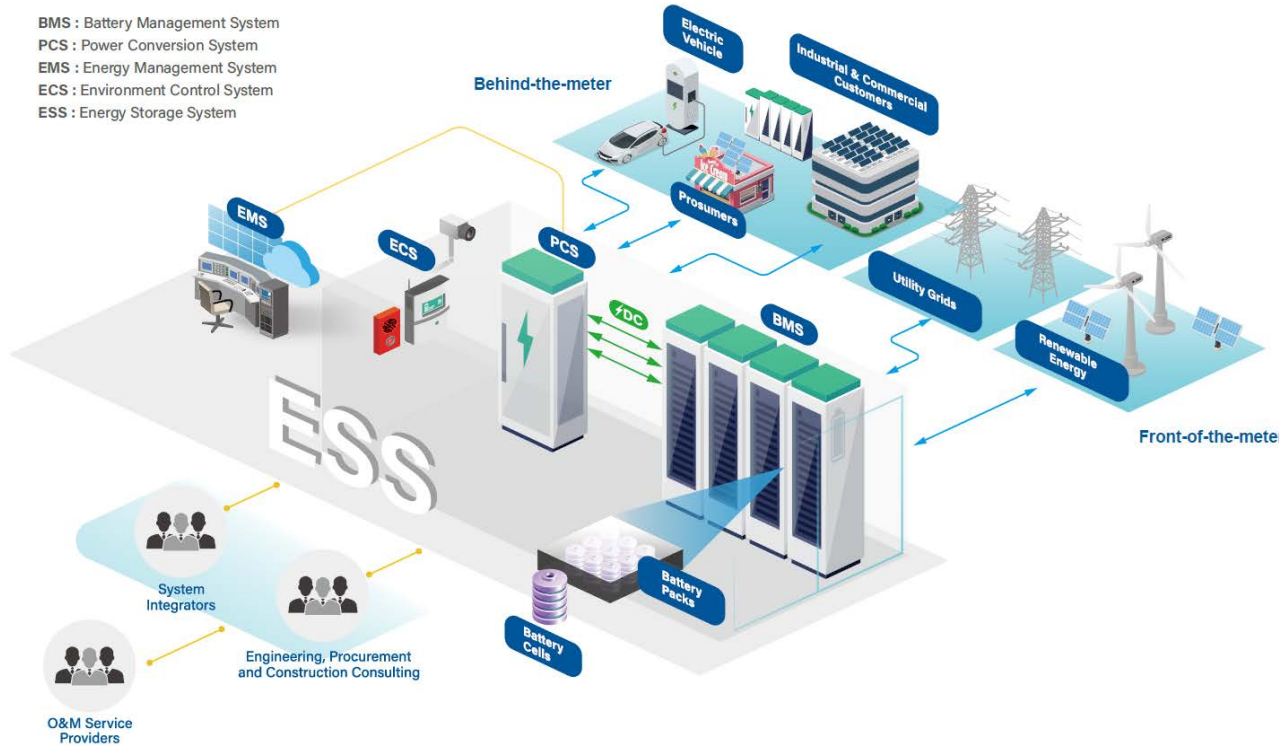 BMS : Battery Management System
PCS : Power Conversion System
EMS : Energy Management System
ECS : Environment Control System
ESS : Energy Storage System
Behind-the-meter
Electric
Vehicle
Industrial & Commercial
Customers
Ice Cream
Prosumers
EMS
ECS
PCS
DC
BMS
Utility Grids
Renewable
Energy
Front-of-the-meter
ESS
Battery
Packs
Battery
Cells
System
Integrators
Engineering, Procurement
and Construction Consulting
O&M Service
Providers